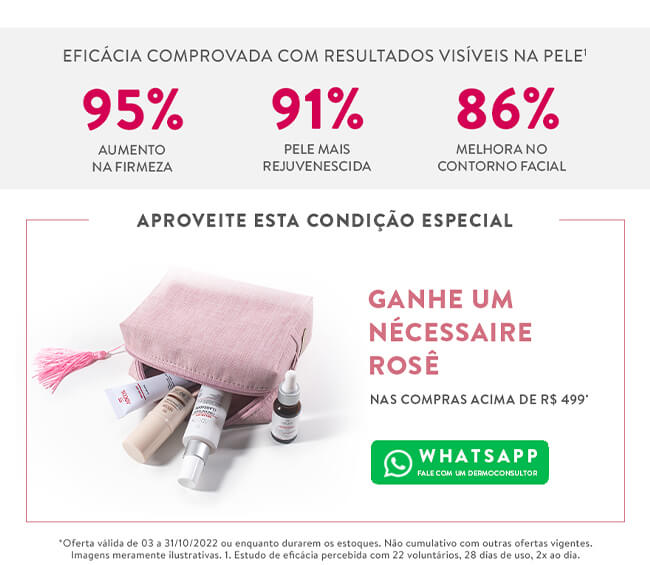 EFICÁCIA COMPROVADA COM RESULTADOS VISÍVEIS NA PELE¹
95%
AUMENTO
NA FIRMEZA
91%
PELE MAIS
REJUVENESCIDA
86%
MELHORA NO
CONTORNO FACIAL
APROVEITE ESTA CONDIÇÃO ESPECIAL
GANHE UM
NÉCESSAIRE
ROSÊ
NAS COMPRAS ACIMA DE R$ 499*
WHATSAPP
FALE COM UM DERMOCONSULTOR
*Oferta válida de 03 a 31/10/2022 ou enquanto durarem os estoques. Não cumulativo com outras ofertas vigentes.
Imagens meramente ilustrativas. 1. Estudo de eficácia percebida com 22 voluntários, 28 dias de uso, 2x ao dia.